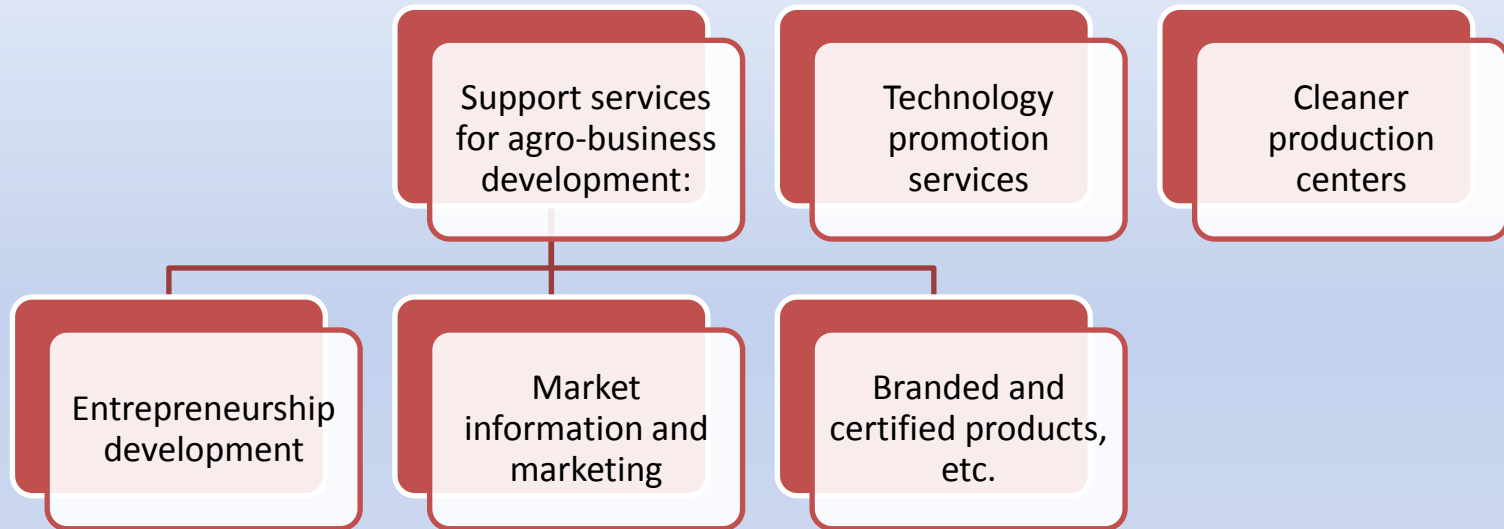 Support services
for agro-business
development:
Technology
promotion
services
Cleaner
production
centers
Entrepreneurship
development
Market
information and
marketing
Branded and
certified products,
etc.